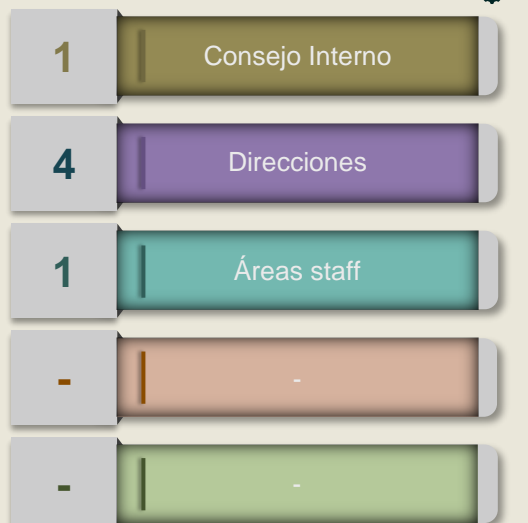 1 Consejo Interno
4 Direcciones
1 Áreas staff
- -
- -